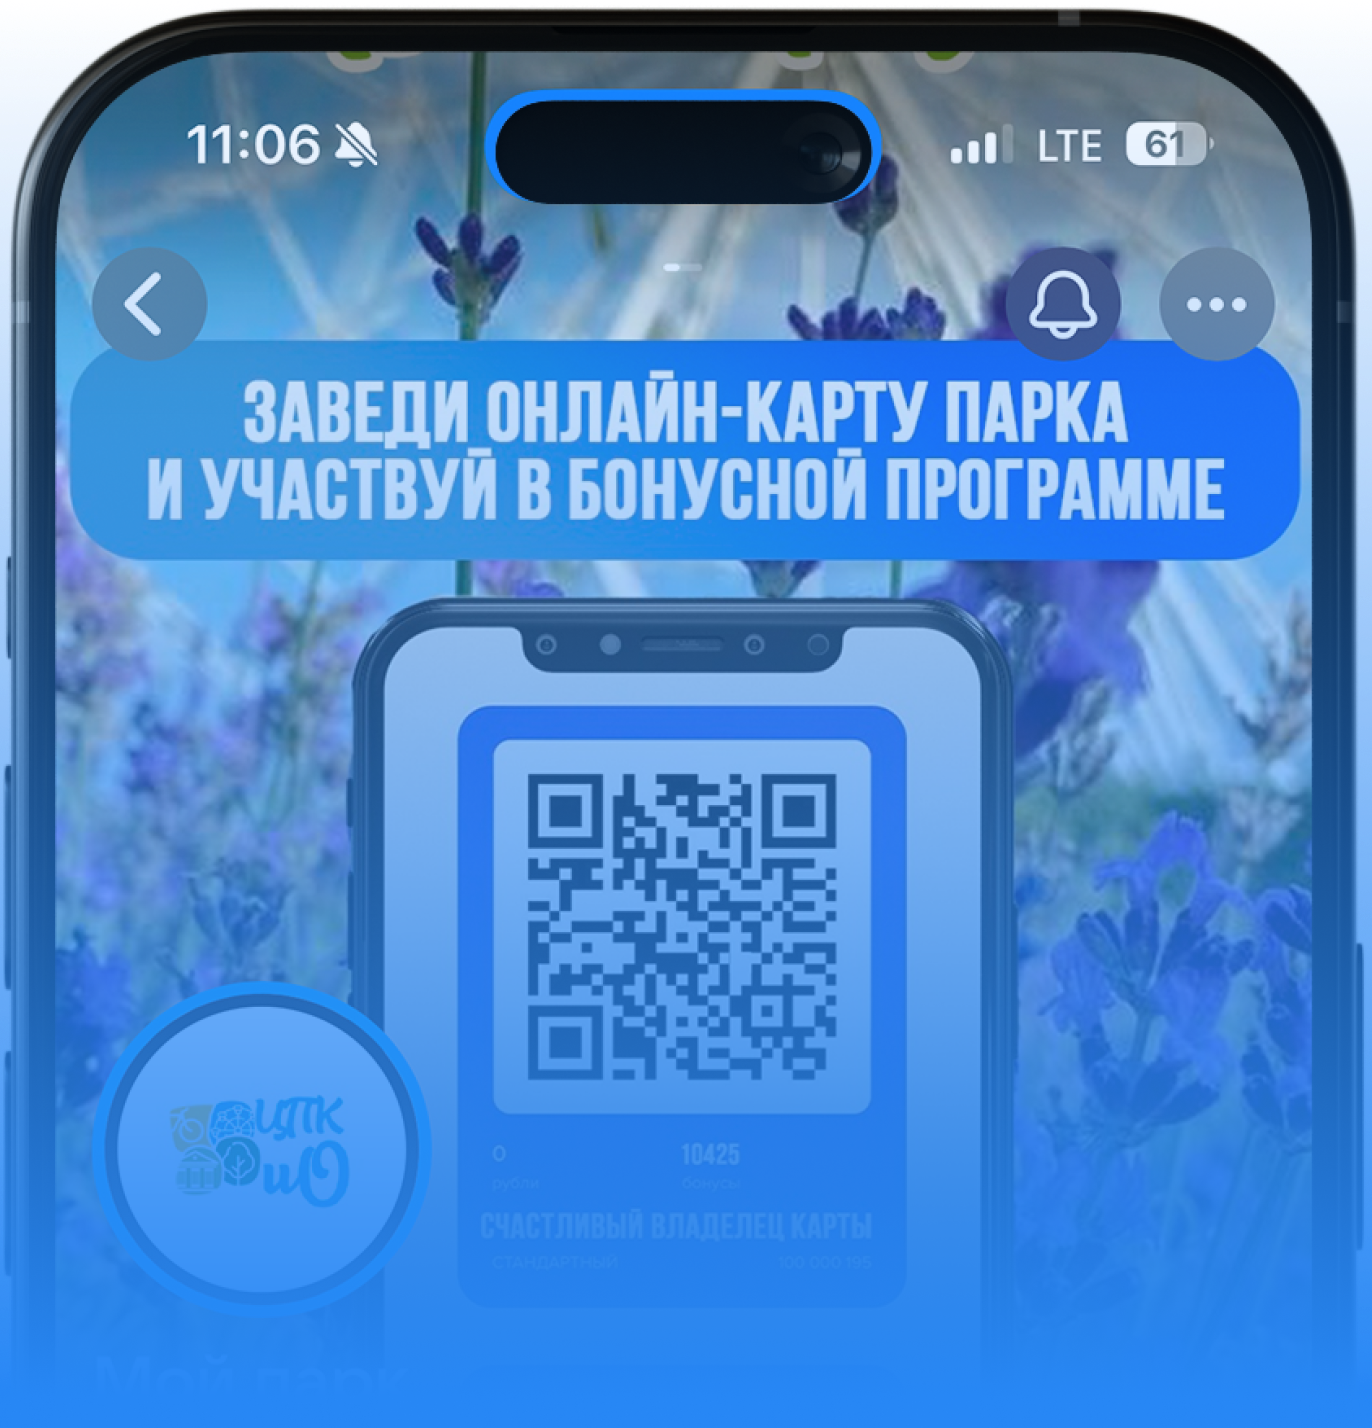 11:06
LTE
61
ЗАВЕДИ ОНЛАЙН-КАРТУ ПАРКА
И УЧАСТВУЙ В БОНУСНОЙ ПРОГРАММЕ
ЦПК
иО
0
10425
рубли
бонусы
СЧАСТЛИВЫЙ ВЛАДЕЛЕЦ КАРТЫ
СТАНДАРТНЫЙ
100 000 195
Мой парк